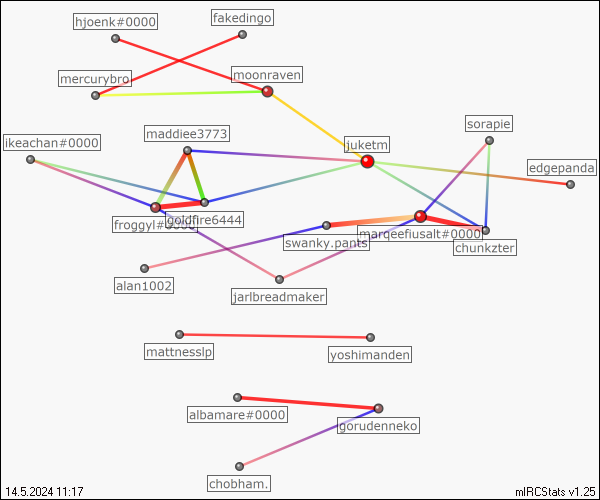 fakedingo
hjoenk#0000
moonraven
mercurybro
sorapie
maddiee3773
ikeachan#0000
juketm
edgepanda
goldfire6444
froggyl#0000
marqeefiusalt#0000
swanky.pants
chunkzter
alan1002
jarlbreadmaker
mattnesslp
yoshimanden
albamare#0000
gorudenneko
chobham.
14.5.2024 11:17
mIRCStats v1.25